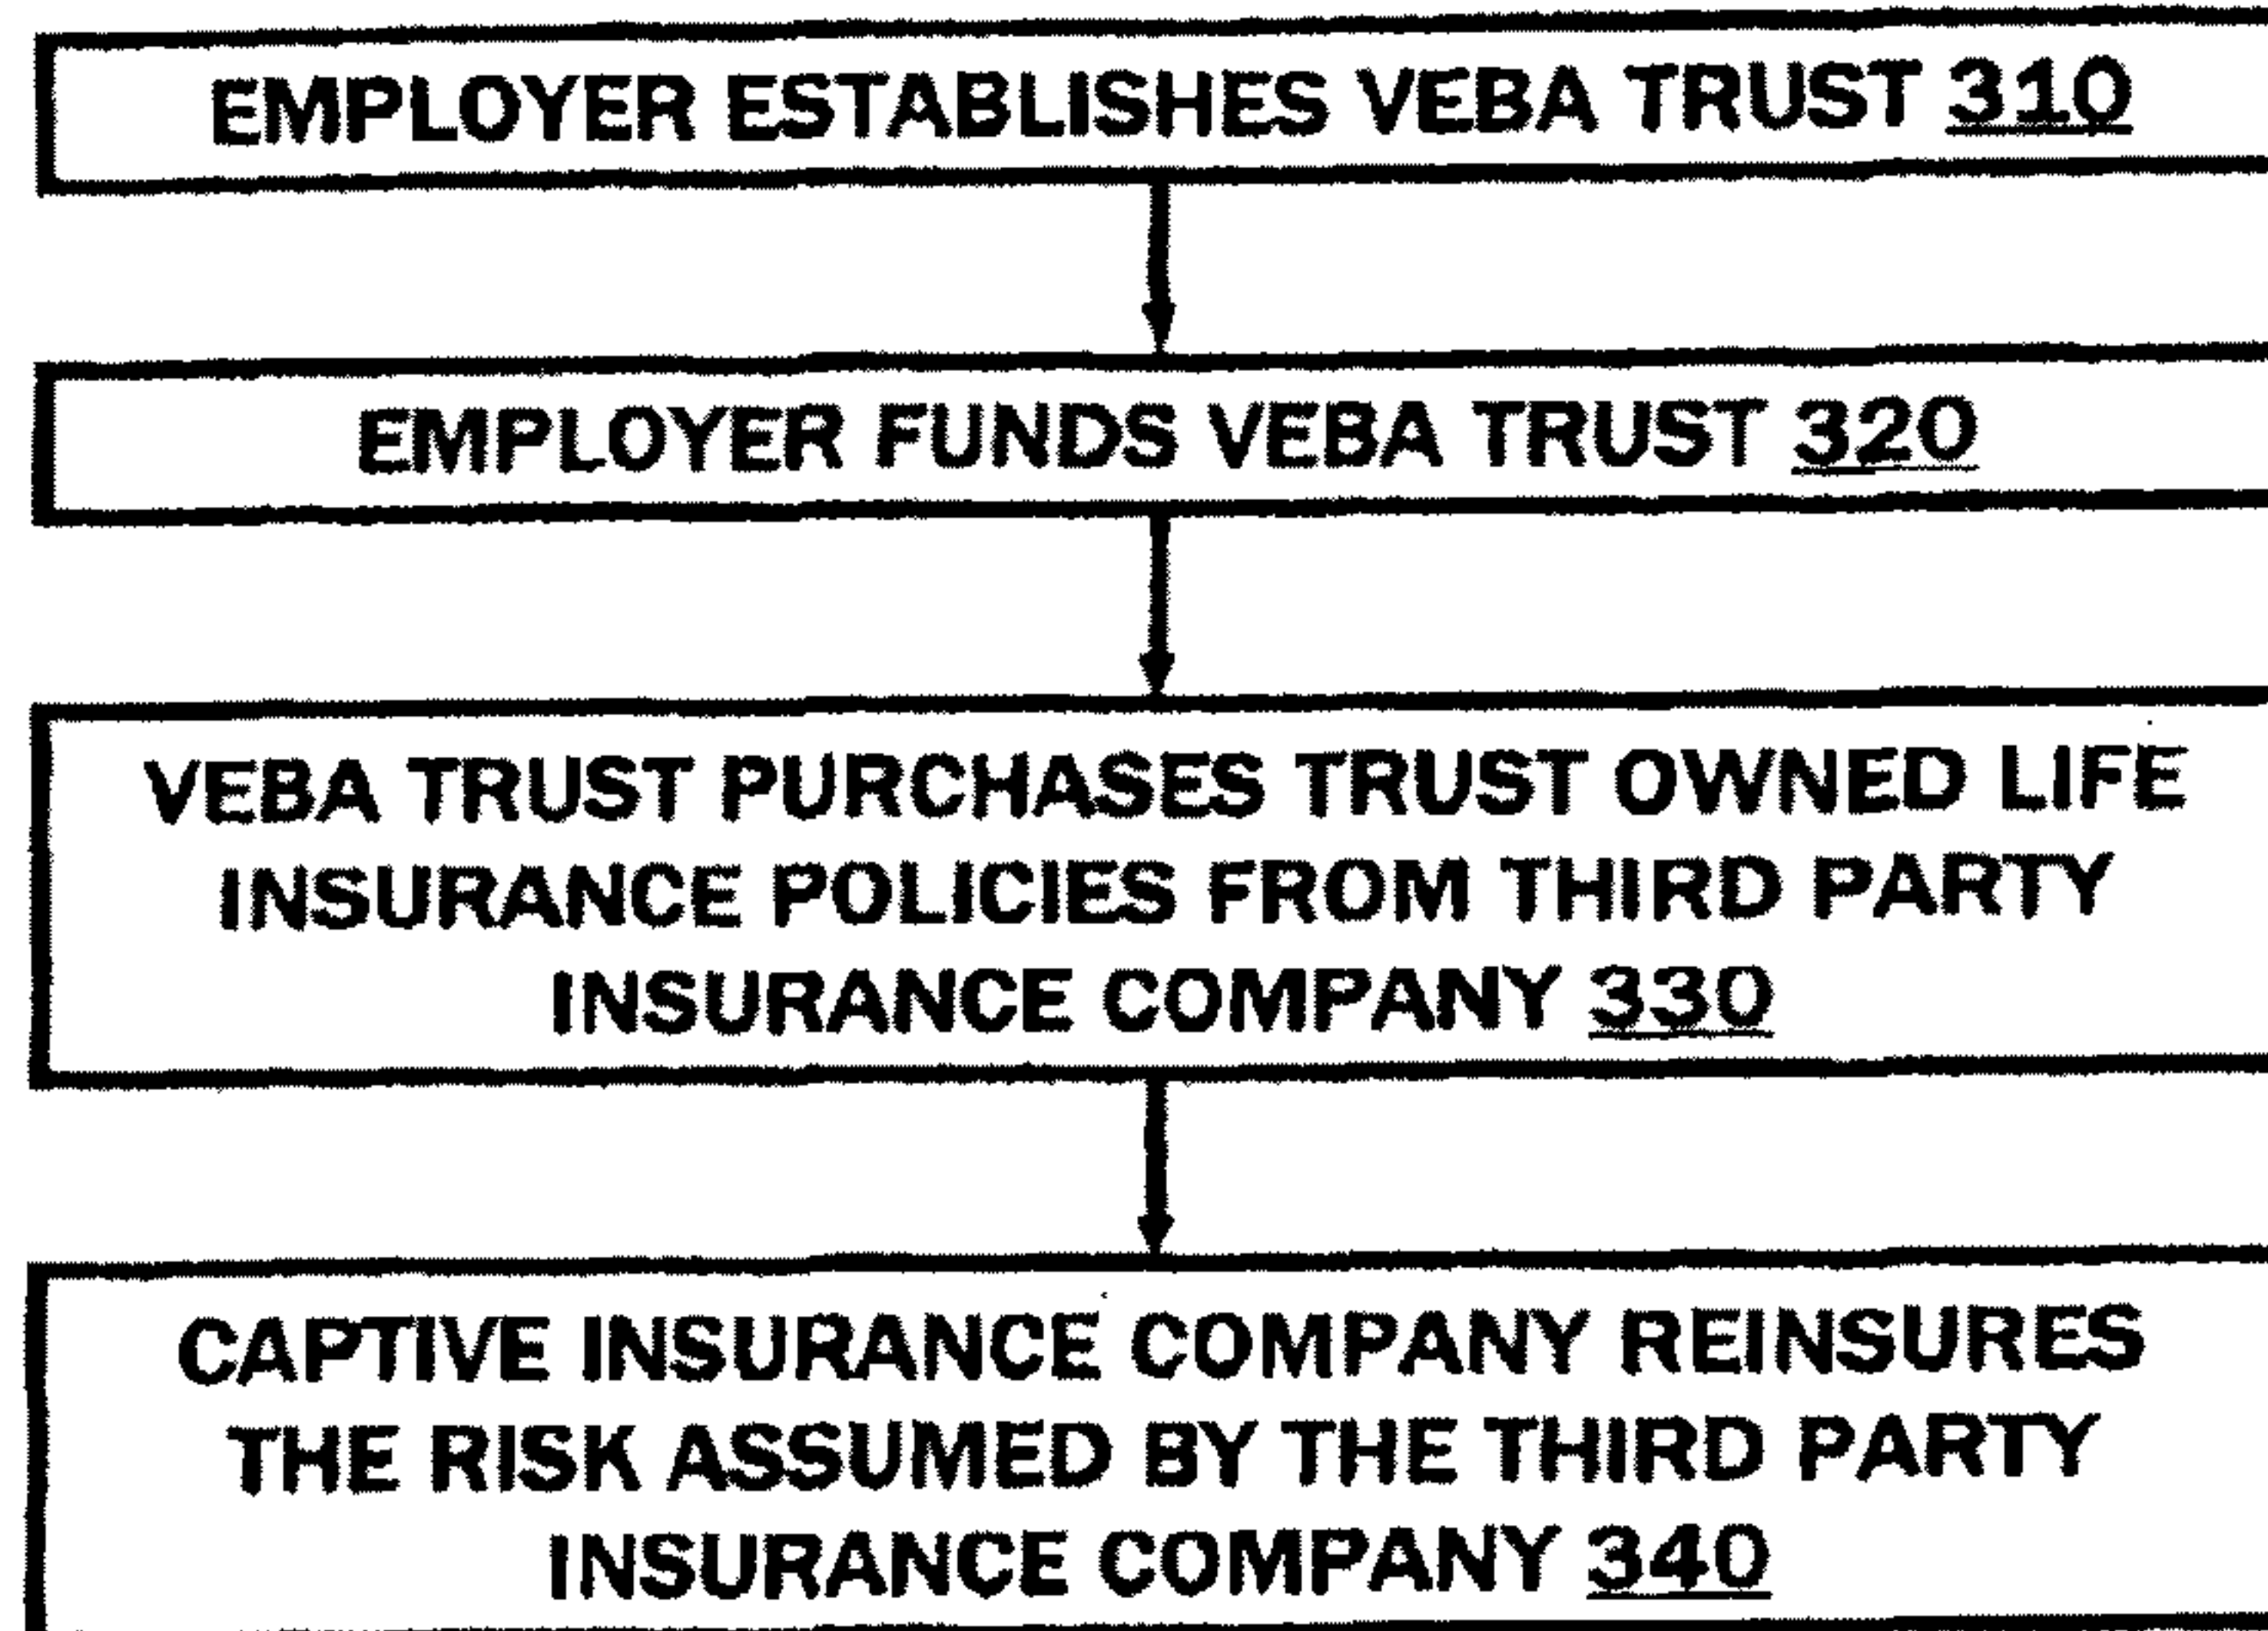 EMPLOYER ESTABLISHES VEBA TRUST 310
EMPLOYER FUNDS VEBA TRUST 320
VEBA TRUST PURCHASES TRUST OWNED LIFE
INSURANCE POLICIES FROM THIRD PARTY
INSURANCE COMPANY 330
CAPTIVE INSURANCE COMPANY REINSURES
THE RISK ASSUMED BY THE THIRD PARTY
INSURANCE COMPANY 340